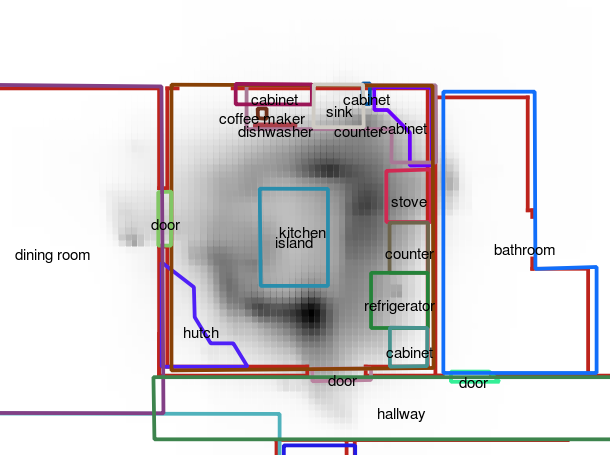 cabinet
cabinet
sink
coffee maker
dishwasher
counter
cabinet
stove
door
kitchen
island
dining room
bathroom
counter
refrigerator
hutch
cabinet
door
door
hallway